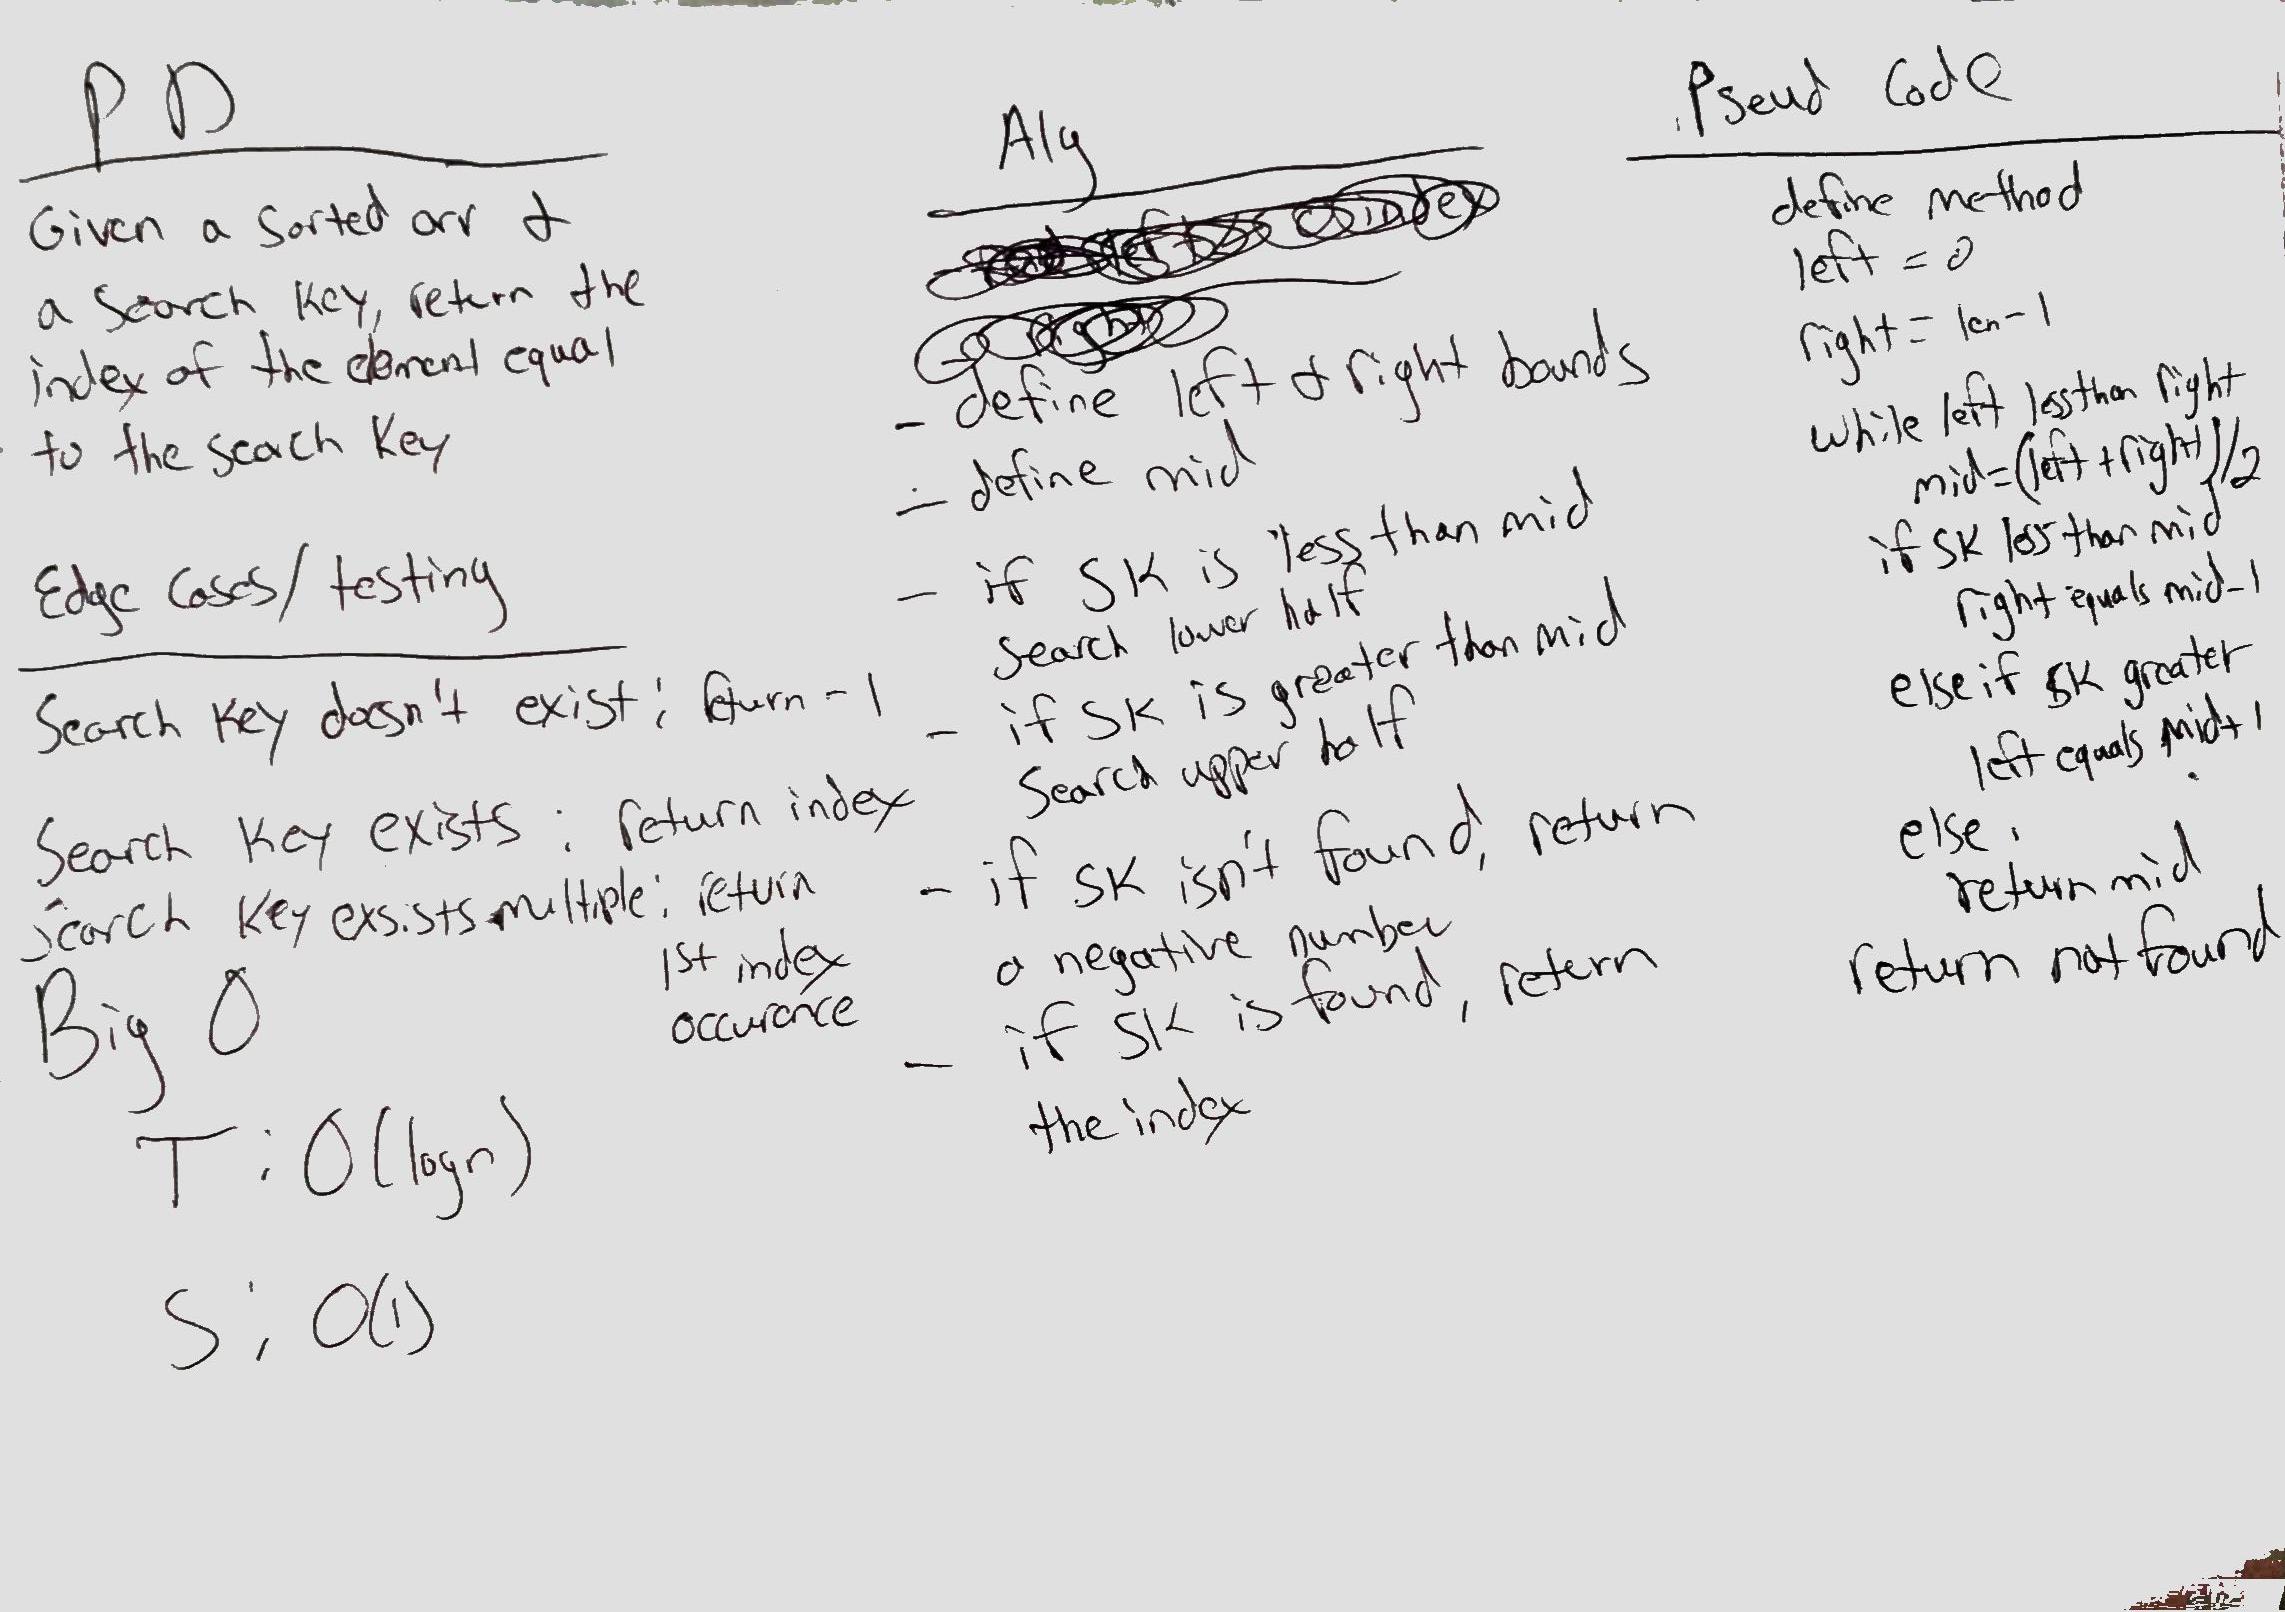 P D
Given a sorted arr &
a search key, return the
index of the element equal
to the search key
Edge Cases/ testing
Search key doesn't exist: return -1
Search key exists : return index
Search key exsists multiple: return
1st index
occurance
Big O
T : O(logn)
S : O(1)
Alg
left index
right
- define left & right bounds
- define mid
- if SK is less than mid
search lower half
- if SK is greater than mid
search upper half
- if SK isn't found, return
a negative number
- if SK is found, return
the index
Pseud Code
define method
left = 0
right = len-1
while left less than right
mid=(left+right)/2
if SK less than mid
right equals mid-1
else if SK greater
left equals mid+1
else.
return mid
return not found